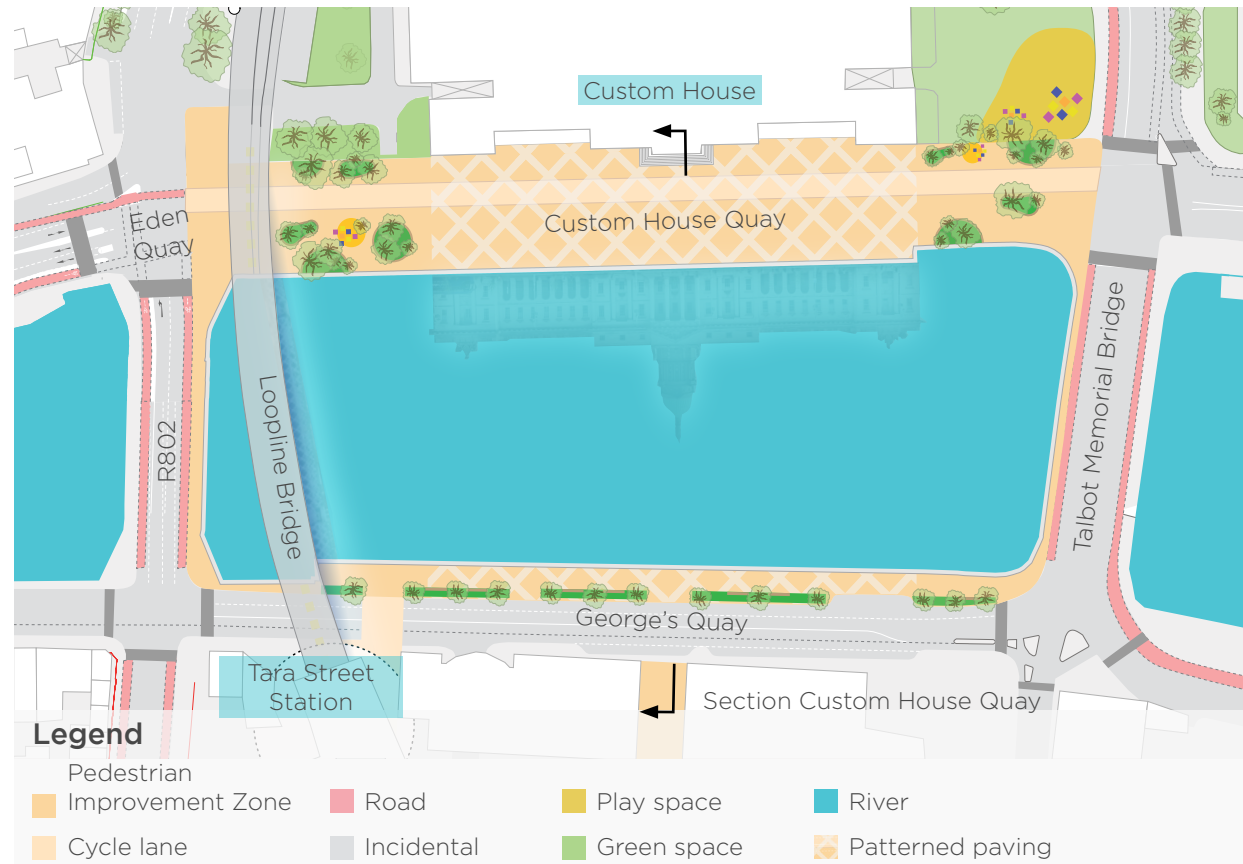 Custom House
Eden
Quay
Custom House Quay
Loopline Bridge
R802
Talbot Memorial Bridge
George's Quay
Tara Street
Station
Section Custom House Quay
Legend
Pedestrian
Improvement Zone
Road
Play space
River
Cycle lane
Incidental
Green space
Patterned paving